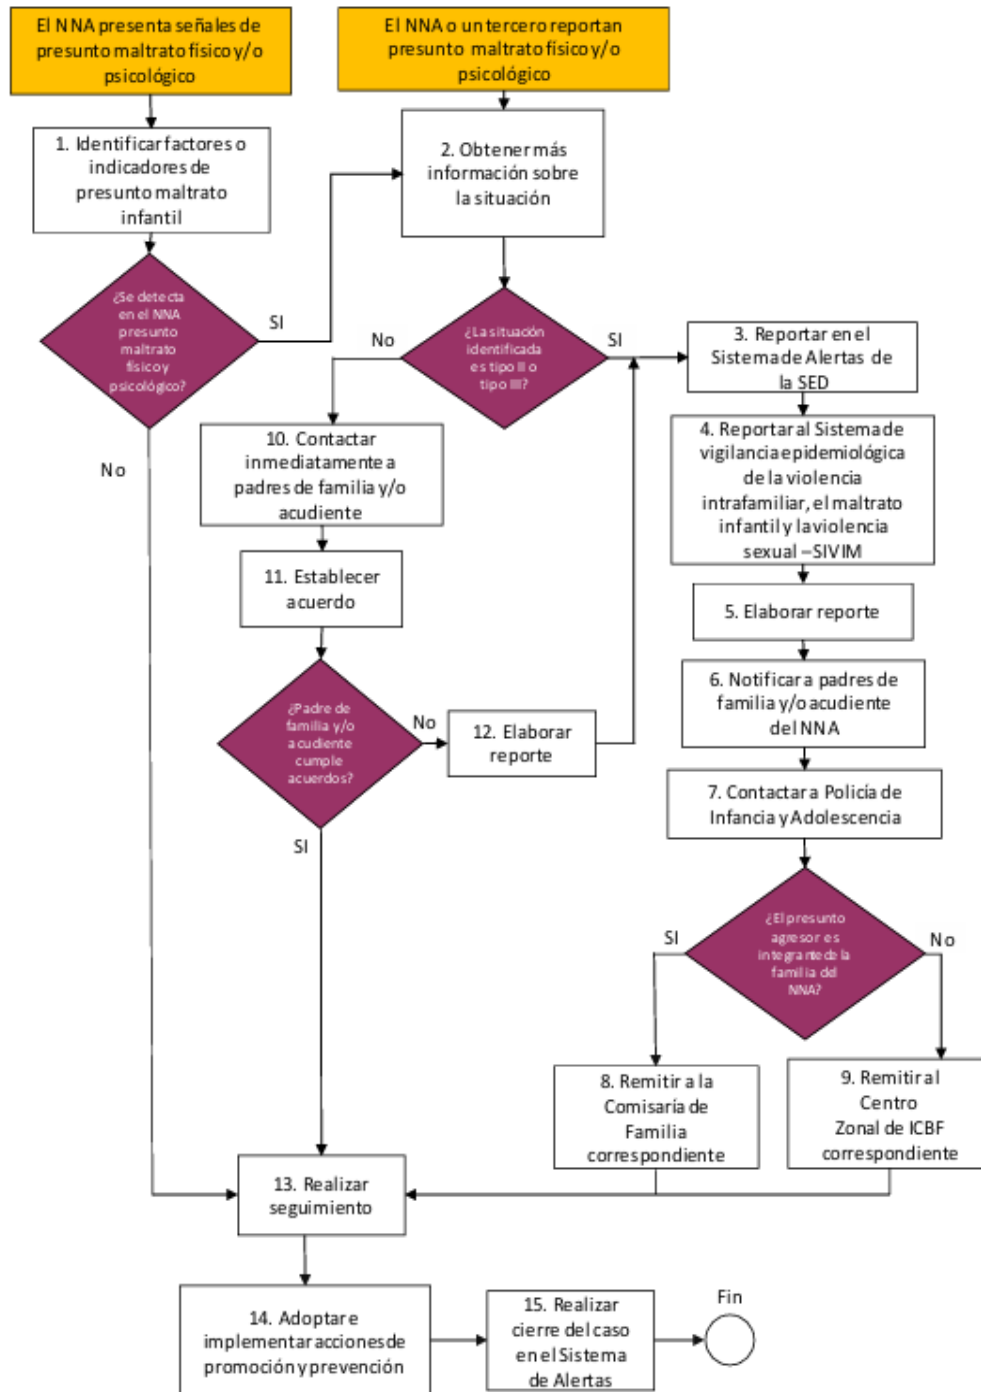 El NNA presenta señales de
presunto maltrato físico y/o
psicológico
El NNA o un tercero reportan
presunto maltrato físico y/o
psicológico
1. Identificar factores o
indicadores de
presunto maltrato
infantil
2. Obtener más
información sobre
la situación
¿Se detecta
en el NNA
presunto
maltrato
físico y
psicológico?
SI
No
¿La situación
identificada
es tipo II o
tipo III?
No
SI
3. Reportar en el
Sistema de Alertas de
la SED
4. Reportar al Sistema de
vigilancia epidemiológica
de la violencia
intrafamiliar, el maltrato
infantil y la violencia
sexual –SIVIM
5. Elaborar reporte
6. Notificar a padres de
familia y/o acudiente
del NNA
7. Contactar a Policía de
Infancia y Adolescencia
¿El presunto
agresor es
integrante de la
familia del
NNA?
SI
No
8. Remitir a la
Comisaría de
Familia
correspondiente
9. Remitir al
Centro
Zonal de ICBF
correspondiente
10. Contactar
inmediatamente a
padres de familia y/o
acudiente
11. Establecer
acuerdo
¿Padre de
familia y/o
acudiente
cumple
acuerdos?
No
SI
12. Elaborar
reporte
13. Realizar
seguimiento
14. Adoptar e
implementar acciones de
promoción y prevención
15. Realizar
cierre del caso
en el Sistema
de Alertas
Fin